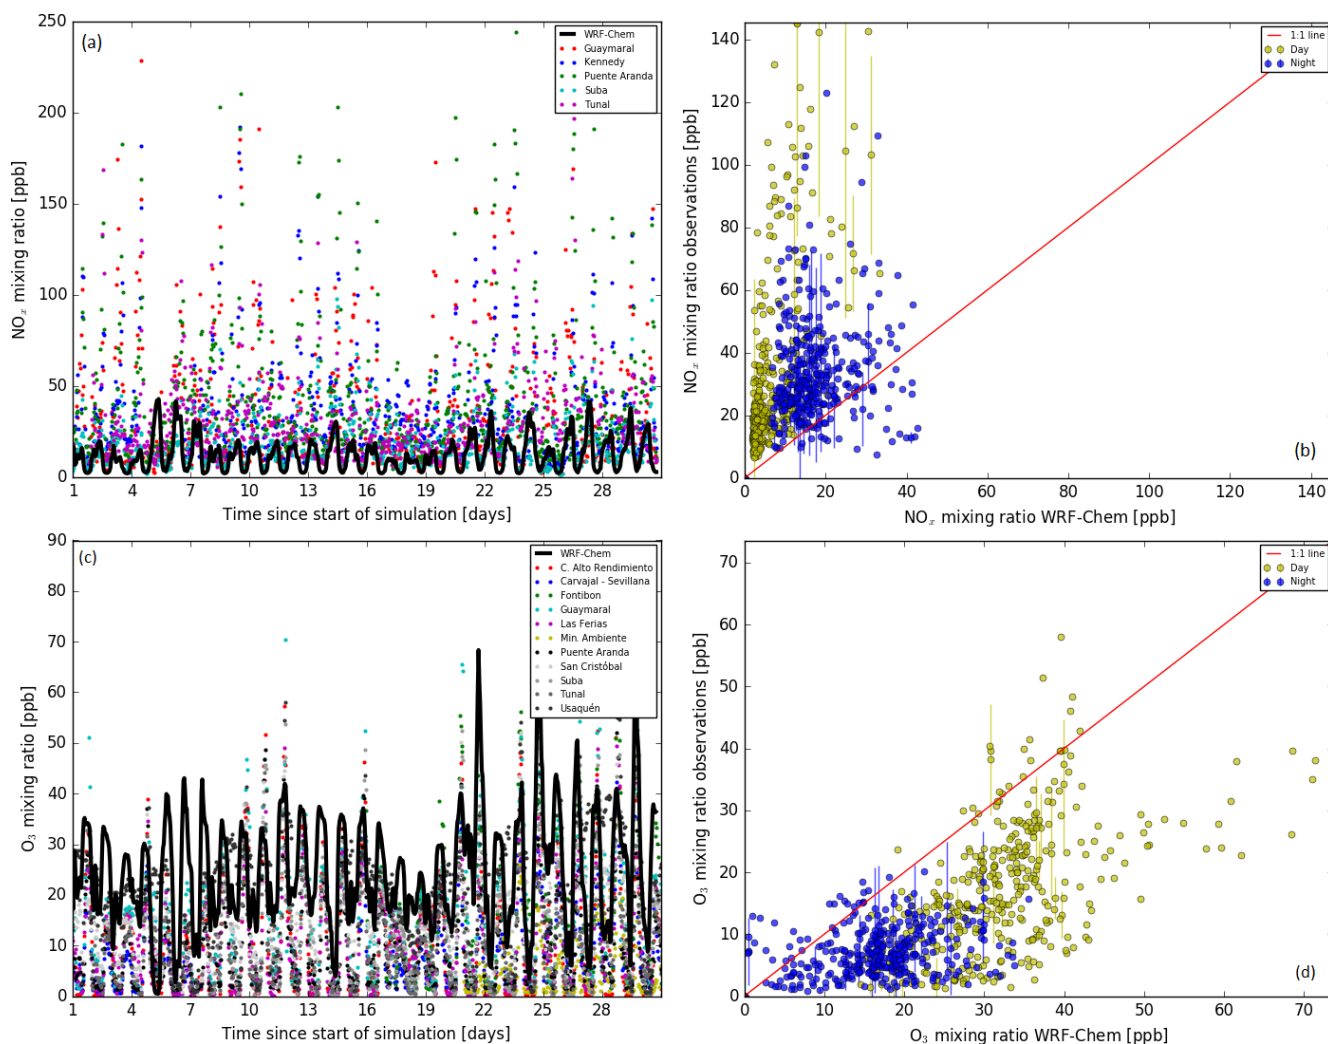 (a)
WRF-Chem
Guaymaral
Kennedy
Puente Aranda
Suba
Tunal
NOₓ mixing ratio [ppb]
250
200
150
100
50
0
1 4 7 10 13 16 19 22 25 28
Time since start of simulation [days]
1:1 line
Day
Night
NOₓ mixing ratio observations [ppb]
140
120
100
80
60
40
20
0
(b)
0 20 40 60 80 100 120 140
NOₓ mixing ratio WRF-Chem [ppb]
(c)
WRF-Chem
C. Alto Rendimiento
Carvajal - Sevillana
Fontibon
Guaymaral
Las Ferias
Min. Ambiente
Puente Aranda
San Cristóbal
Suba
Tunal
Usaquén
O₃ mixing ratio [ppb]
90
80
70
60
50
40
30
20
10
0
1 4 7 10 13 16 19 22 25 28
Time since start of simulation [days]
1:1 line
Day
Night
O₃ mixing ratio observations [ppb]
70
60
50
40
30
20
10
0
(d)
0 10 20 30 40 50 60 70
O₃ mixing ratio WRF-Chem [ppb]